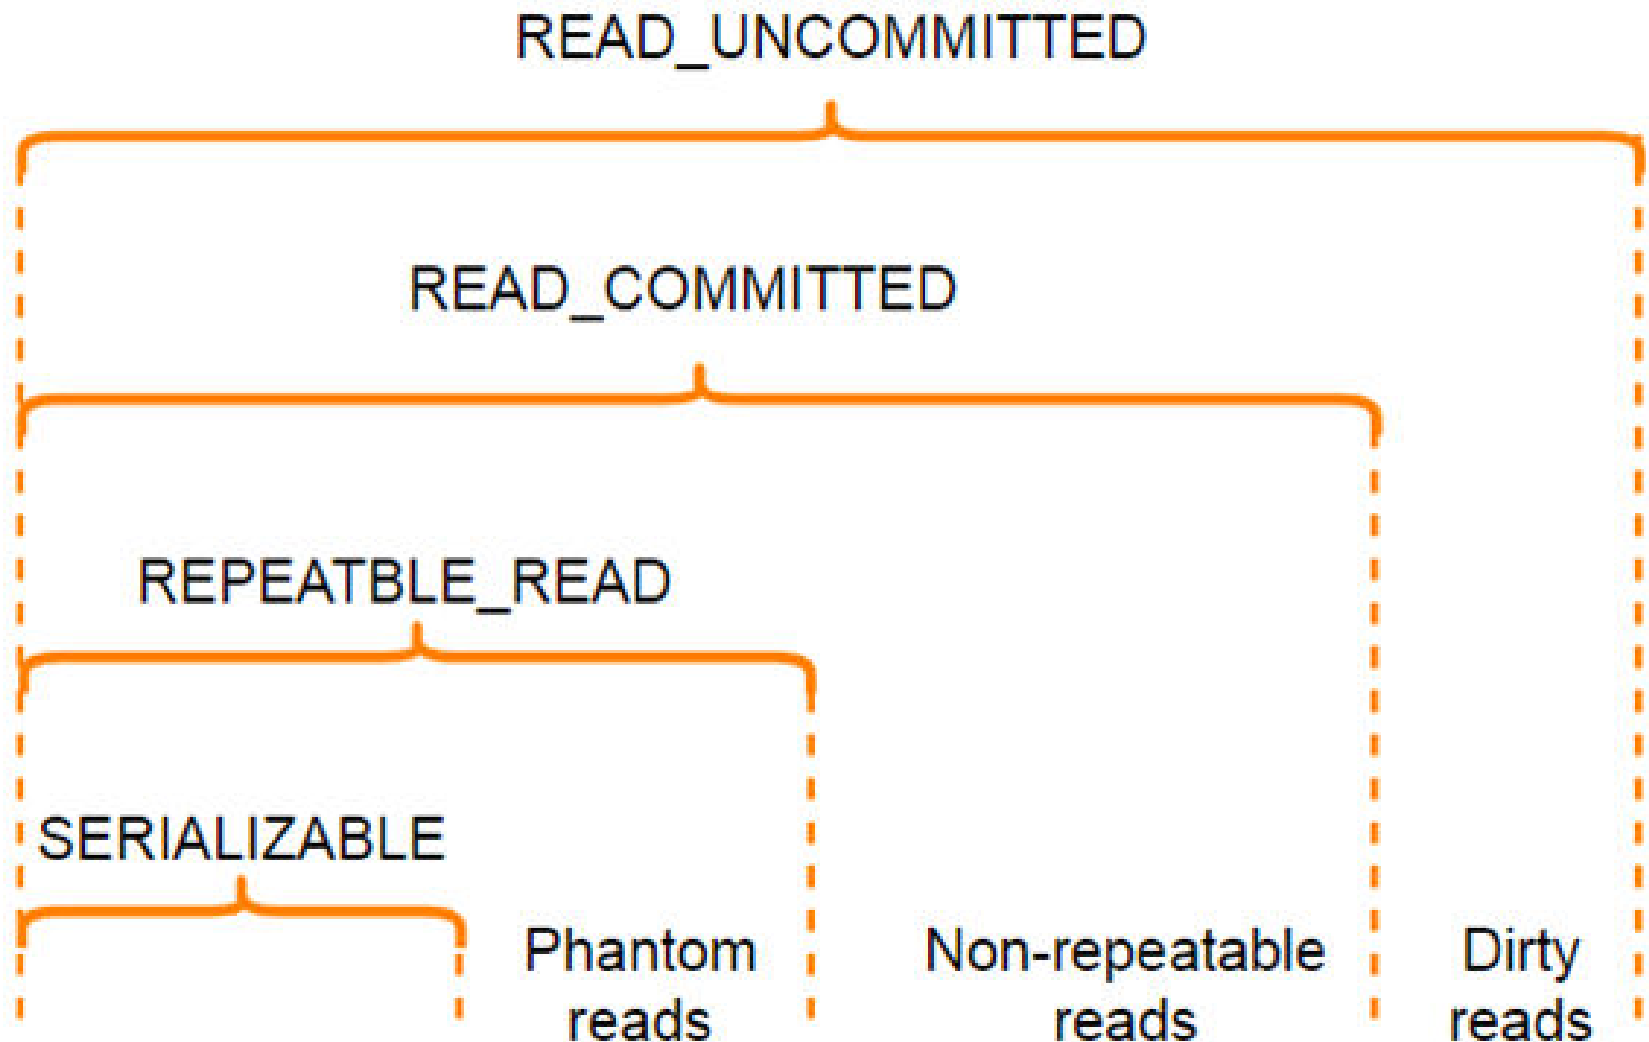 READ_UNCOMMITTED
READ_COMMITTED
REPEATBLE_READ
SERIALIZABLE
Phantom
reads
Non-repeatable
reads
Dirty
reads